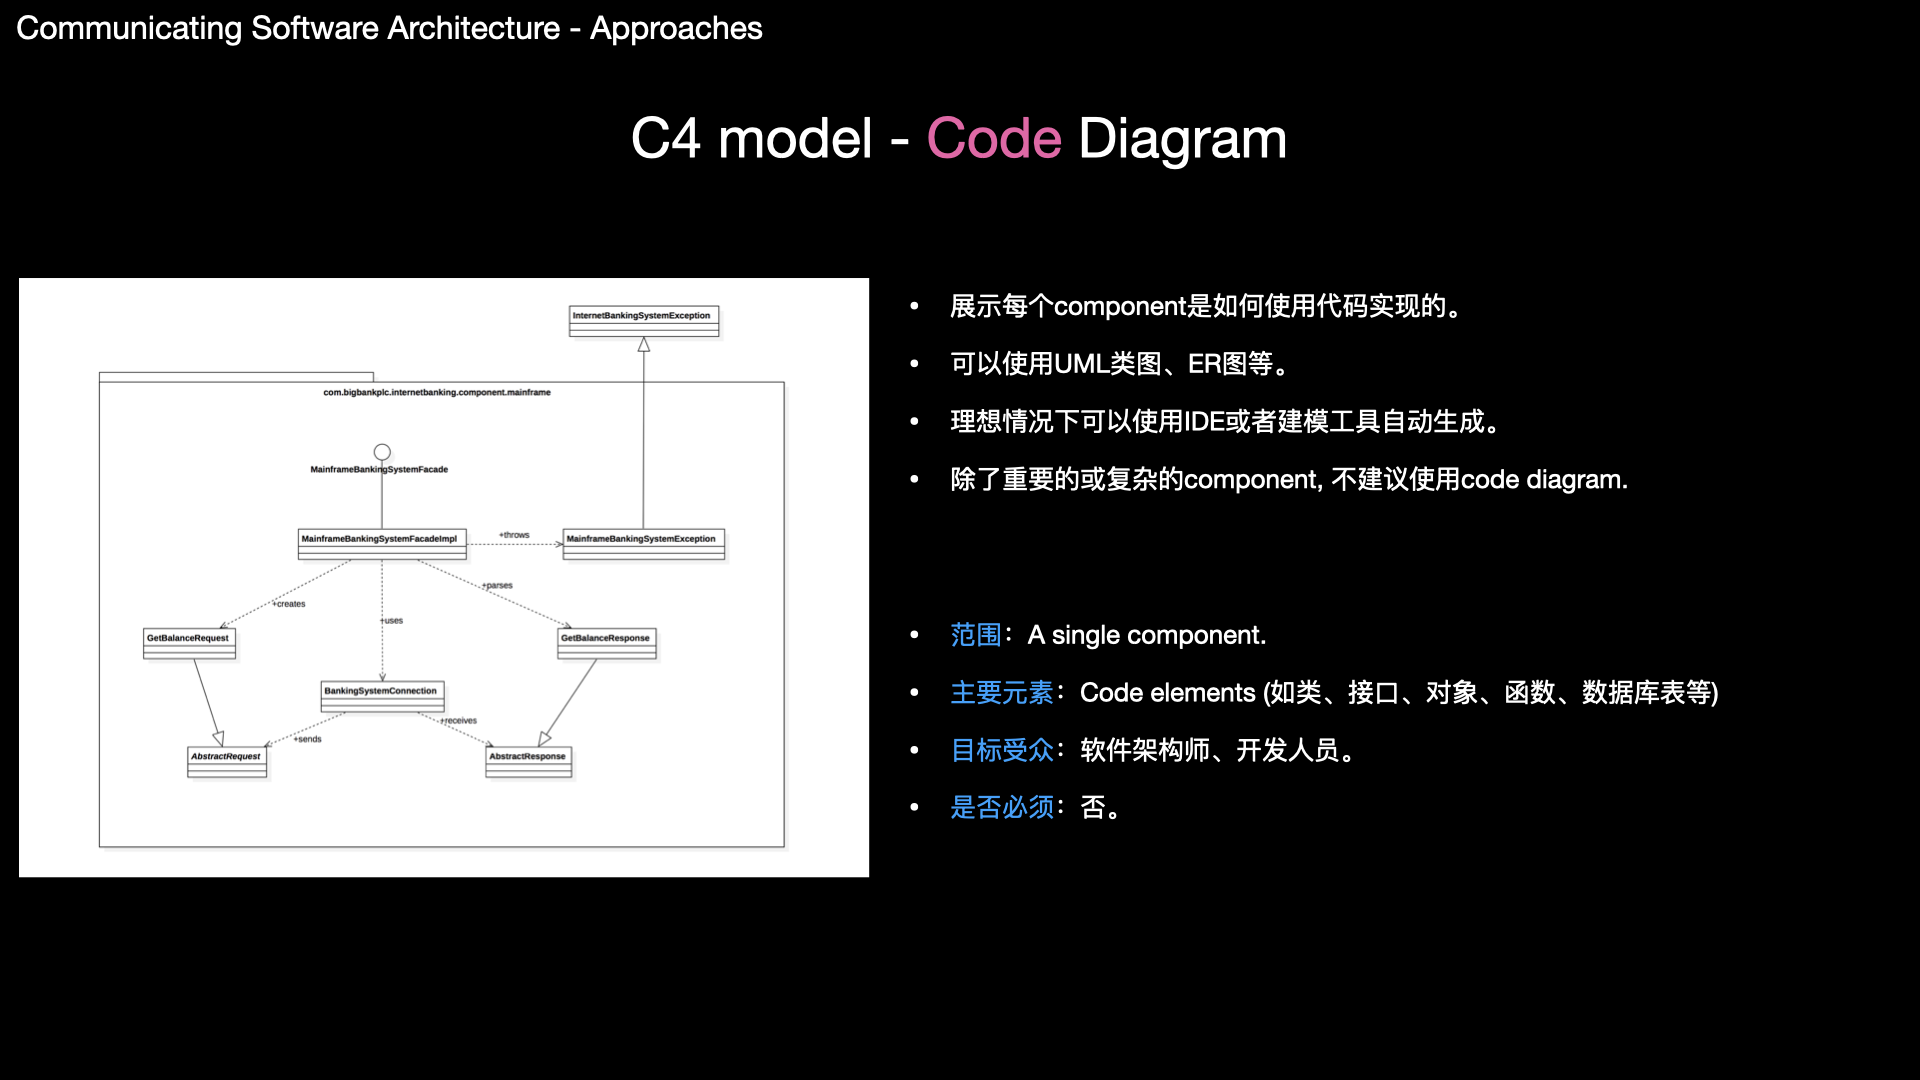 Communicating Software Architecture - Approaches
C4 model - Code Diagram
InternetBankingSystemException
com.bigbankplc.internetbanking.component.mainframe
MainframeBankingSystemFacade
MainframeBankingSystemFacadeImpl
+throws
MainframeBankingSystemException
+creates
+uses
+parses
GetBalanceRequest
GetBalanceResponse
BankingSystemConnection
+sends
+receives
AbstractRequest
AbstractResponse
• 展示每个component是如何使用代码实现的。
• 可以使用UML类图、ER图等。
• 理想情况下可以使用IDE或者建模工具自动生成。
• 除了重要的或复杂的component, 不建议使用code diagram.
• 范围：A single component.
• 主要元素：Code elements (如类、接口、对象、函数、数据库表等)
• 目标受众：软件架构师、开发人员。
• 是否必须：否。